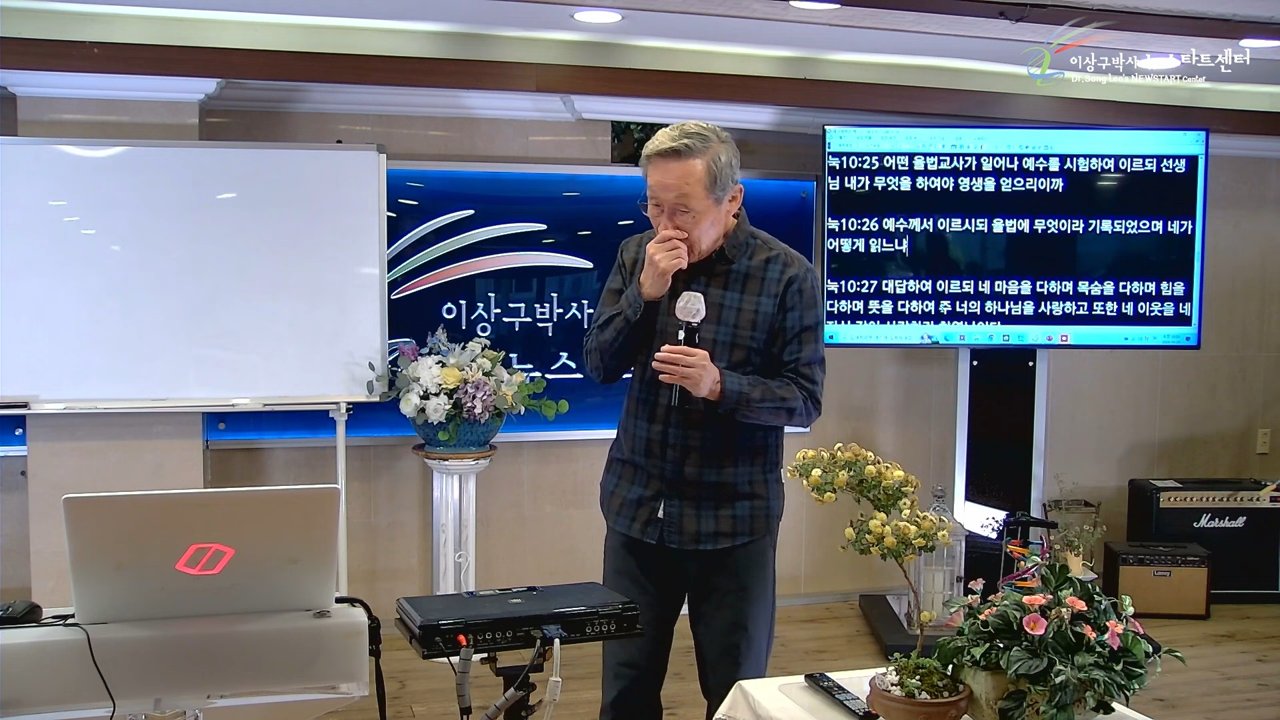 이상구박사 뉴스타트센터
Dr. Sang Lee's NEWSTART Center
눅10:25 어떤 율법교사가 일어나 예수를 시험하여 이르되 선생
님 내가 무엇을 하여야 영생을 얻으리이까
눅10:26 예수께서 이르시되 율법에 무엇이라 기록되었으며 네가
어떻게 읽느냐
눅10:27 대답하여 이르되 네 마음을 다하며 목숨을 다하며 힘을
다하며 뜻을 다하여 주 너의 하나님을 사랑하고 또한 네 이웃을 네
이상구박사
뉴스
Marshall
Laney